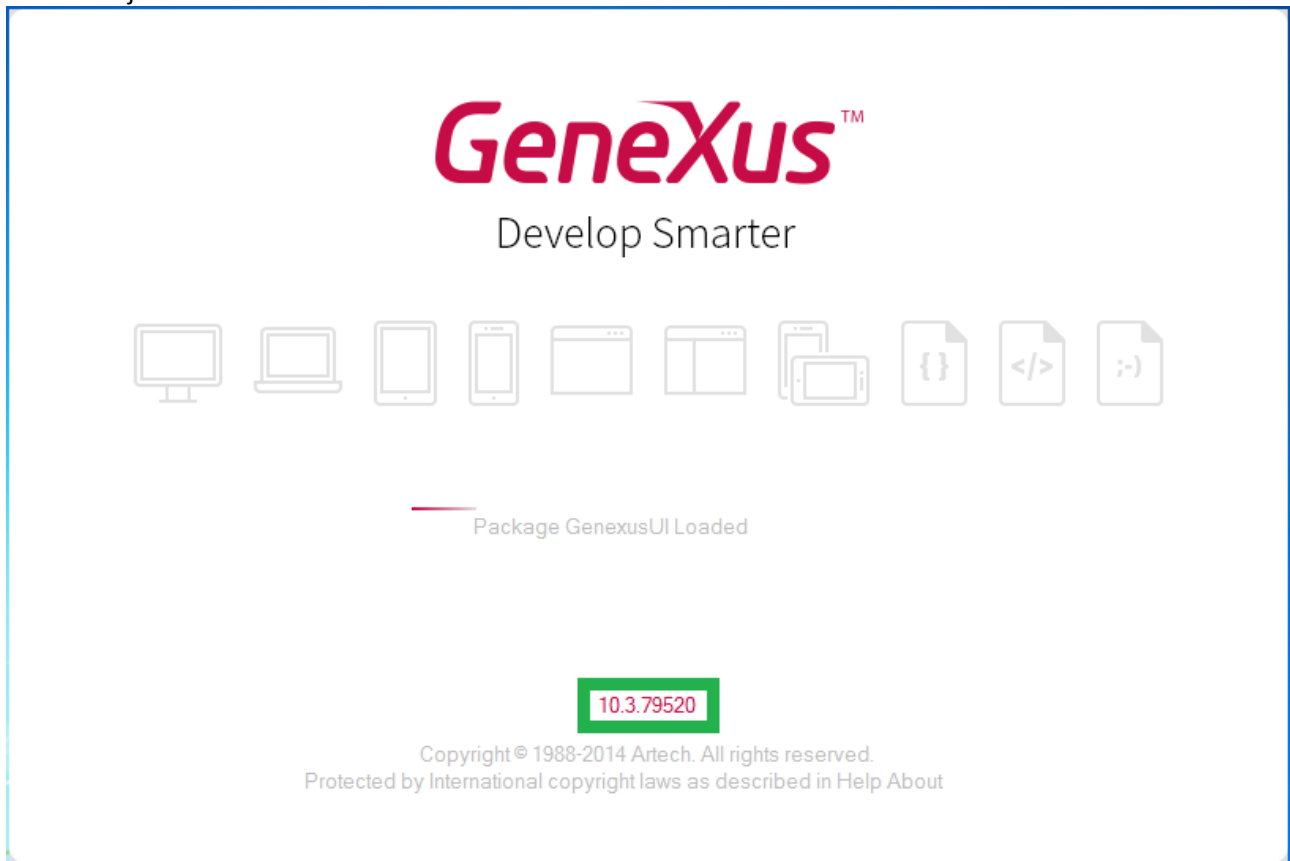 GeneXus™
Develop Smarter
{ } </> ;-)
Package GenexusUI Loaded
10.3.79520
Copyright © 1988-2014 Artech. All rights reserved.
Protected by International copyright laws as described in Help About